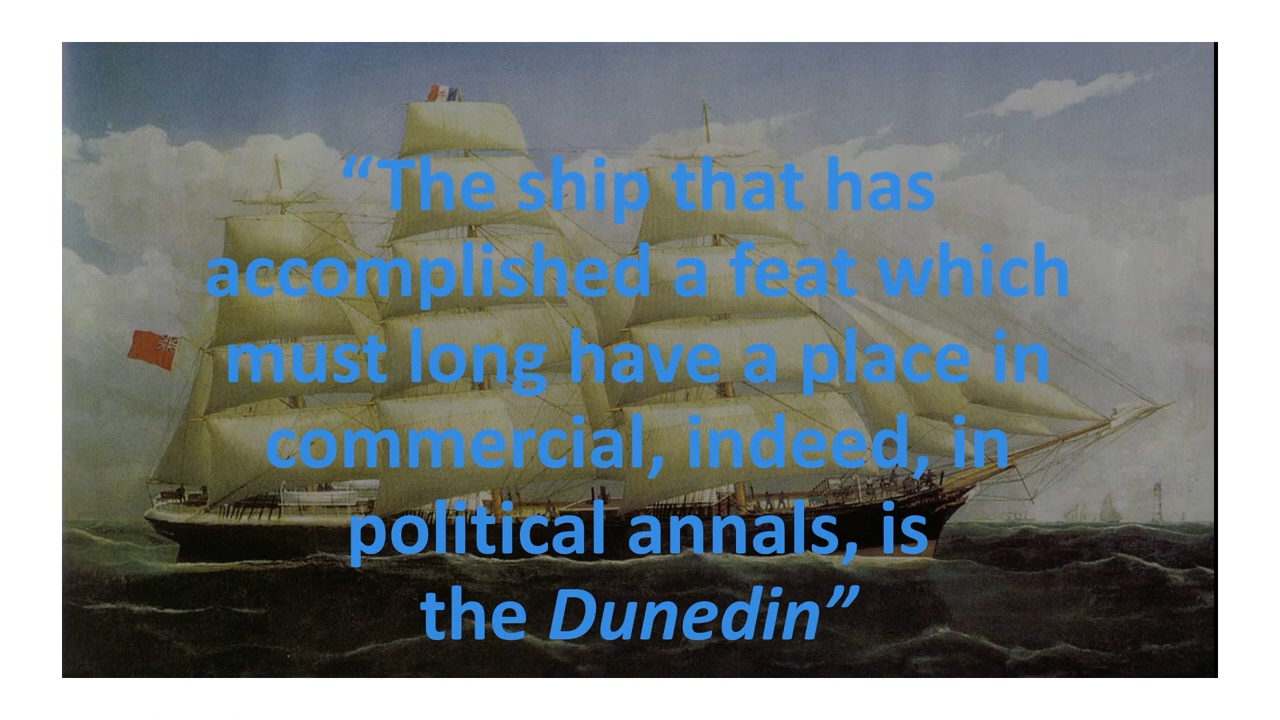 “The ship that has
accomplished a feat which
must long have a place in
commercial, indeed, in
political annals, is
the Dunedin”